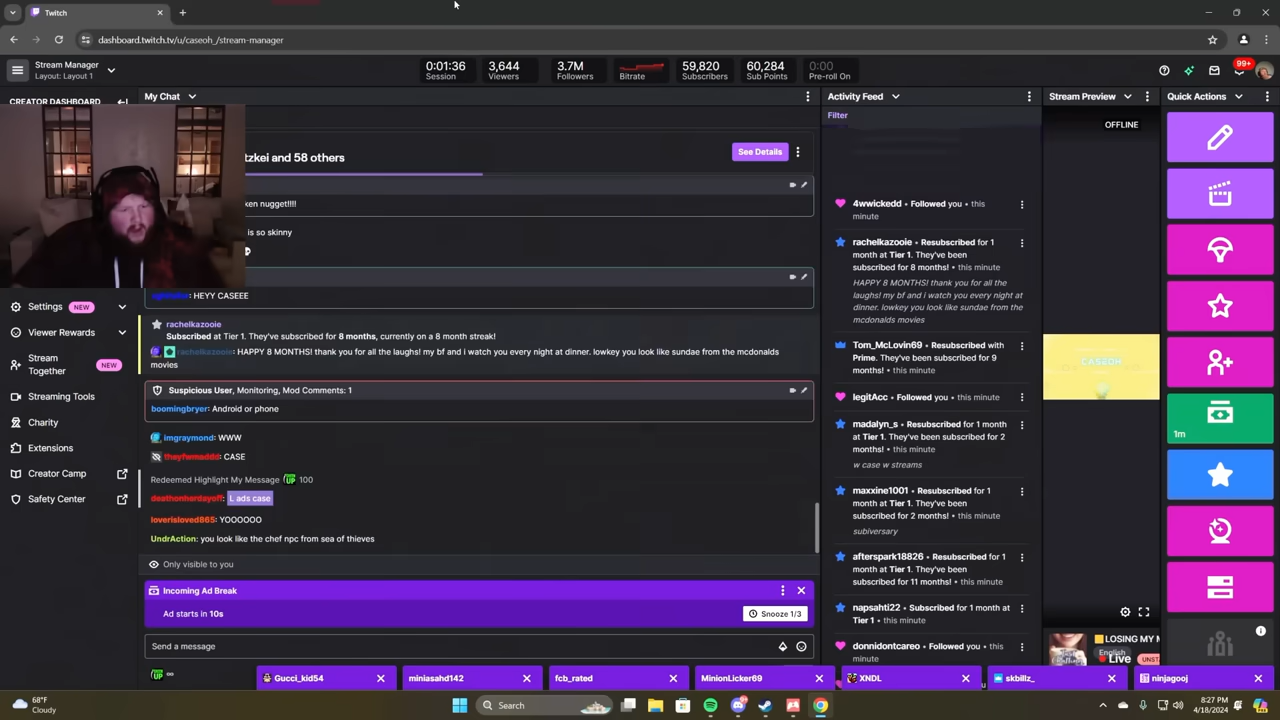 Twitch
dashboard.twitch.tv/u/caseoh_/stream-manager
Stream Manager
Layout: Layout 1
0:01:36
Session
3,644
Viewers
3.7M
Followers
Bitrate
59,820
Subscribers
60,284
Sub Points
0:00
Pre-roll On
99+
CREATOR DASHBOARD
Settings NEW
Viewer Rewards
Stream Together NEW
Streaming Tools
Charity
Extensions
Creator Camp
Safety Center
My Chat
tzkei and 58 others
See Details
ken nugget!!!!
is so skinny
: HEYY CASEEE
rachelkazooie
Subscribed at Tier 1. They've subscribed for 8 months, currently on a 8 month streak!
rachelkazooie: HAPPY 8 MONTHS! thank you for all the laughs! my bf and i watch you every night at dinner. lowkey you look like sundae from the mcdonalds
movies
Suspicious User, Monitoring, Mod Comments: 1
boomingbryer: Android or phone
imgraymond: WWW
: CASE
Redeemed Highlight My Message UP 100
L ads case
loverisloved865: YOOOOOO
UndrAction: you look like the chef npc from sea of thieves
Only visible to you
Incoming Ad Break
Ad starts in 10s
Snooze 1/3
Send a message
UP ∞
Activity Feed
Filter
4wwickedd • Followed you • this
minute
rachelkazooie • Resubscribed for 1
month at Tier 1. They've been
subscribed for 8 months! • this minute
HAPPY 8 MONTHS! thank you for all the
laughs! my bf and i watch you every night at
dinner. lowkey you look like sundae from the
mcdonalds movies
Tom_McLovin69 • Resubscribed with
Prime. They've been subscribed for 9
months! • this minute
legitAcc • Followed you • this minute
madalyn_s • Resubscribed for 1 month
at Tier 1. They've been subscribed for 2
months! • this minute
w case w streams
maxxine1001 • Resubscribed for 1
month at Tier 1. They've been
subscribed for 2 months! • this minute
subiversary
afterspark18826 • Resubscribed for 1
month at Tier 1. They've been
subscribed for 11 months! • this minute
napsahti22 • Subscribed for 1 month at
Tier 1 • this minute
donnidontcareo • Followed you • this
minute
Stream Preview
OFFLINE
CASEOH
LOSING MY M
English
Live
UNST
Quick Actions
1m
Gucci_kid54
miniasahd142
fcb_rated
MinionLicker69
XNDL
skbillz_
ninjagooj
68°F
Cloudy
Search
8:27 PM
4/18/2024